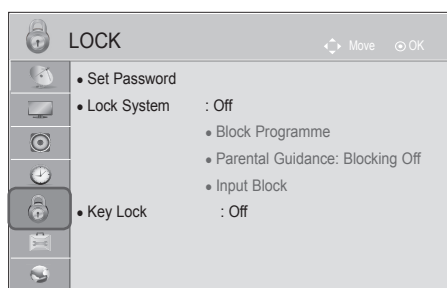 LOCK
Move OK
• Set Password
• Lock System : Off
• Block Programme
• Parental Guidance: Blocking Off
• Input Block
• Key Lock : Off